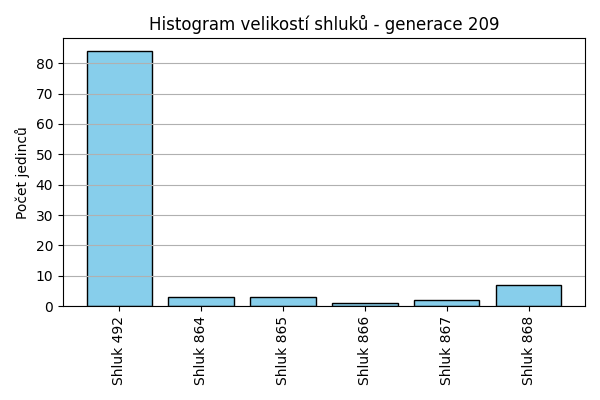 Histogram velikostí shluků - generace 209
Počet jedinců
80
70
60
50
40
30
20
10
0
Shluk 492
Shluk 864
Shluk 865
Shluk 866
Shluk 867
Shluk 868